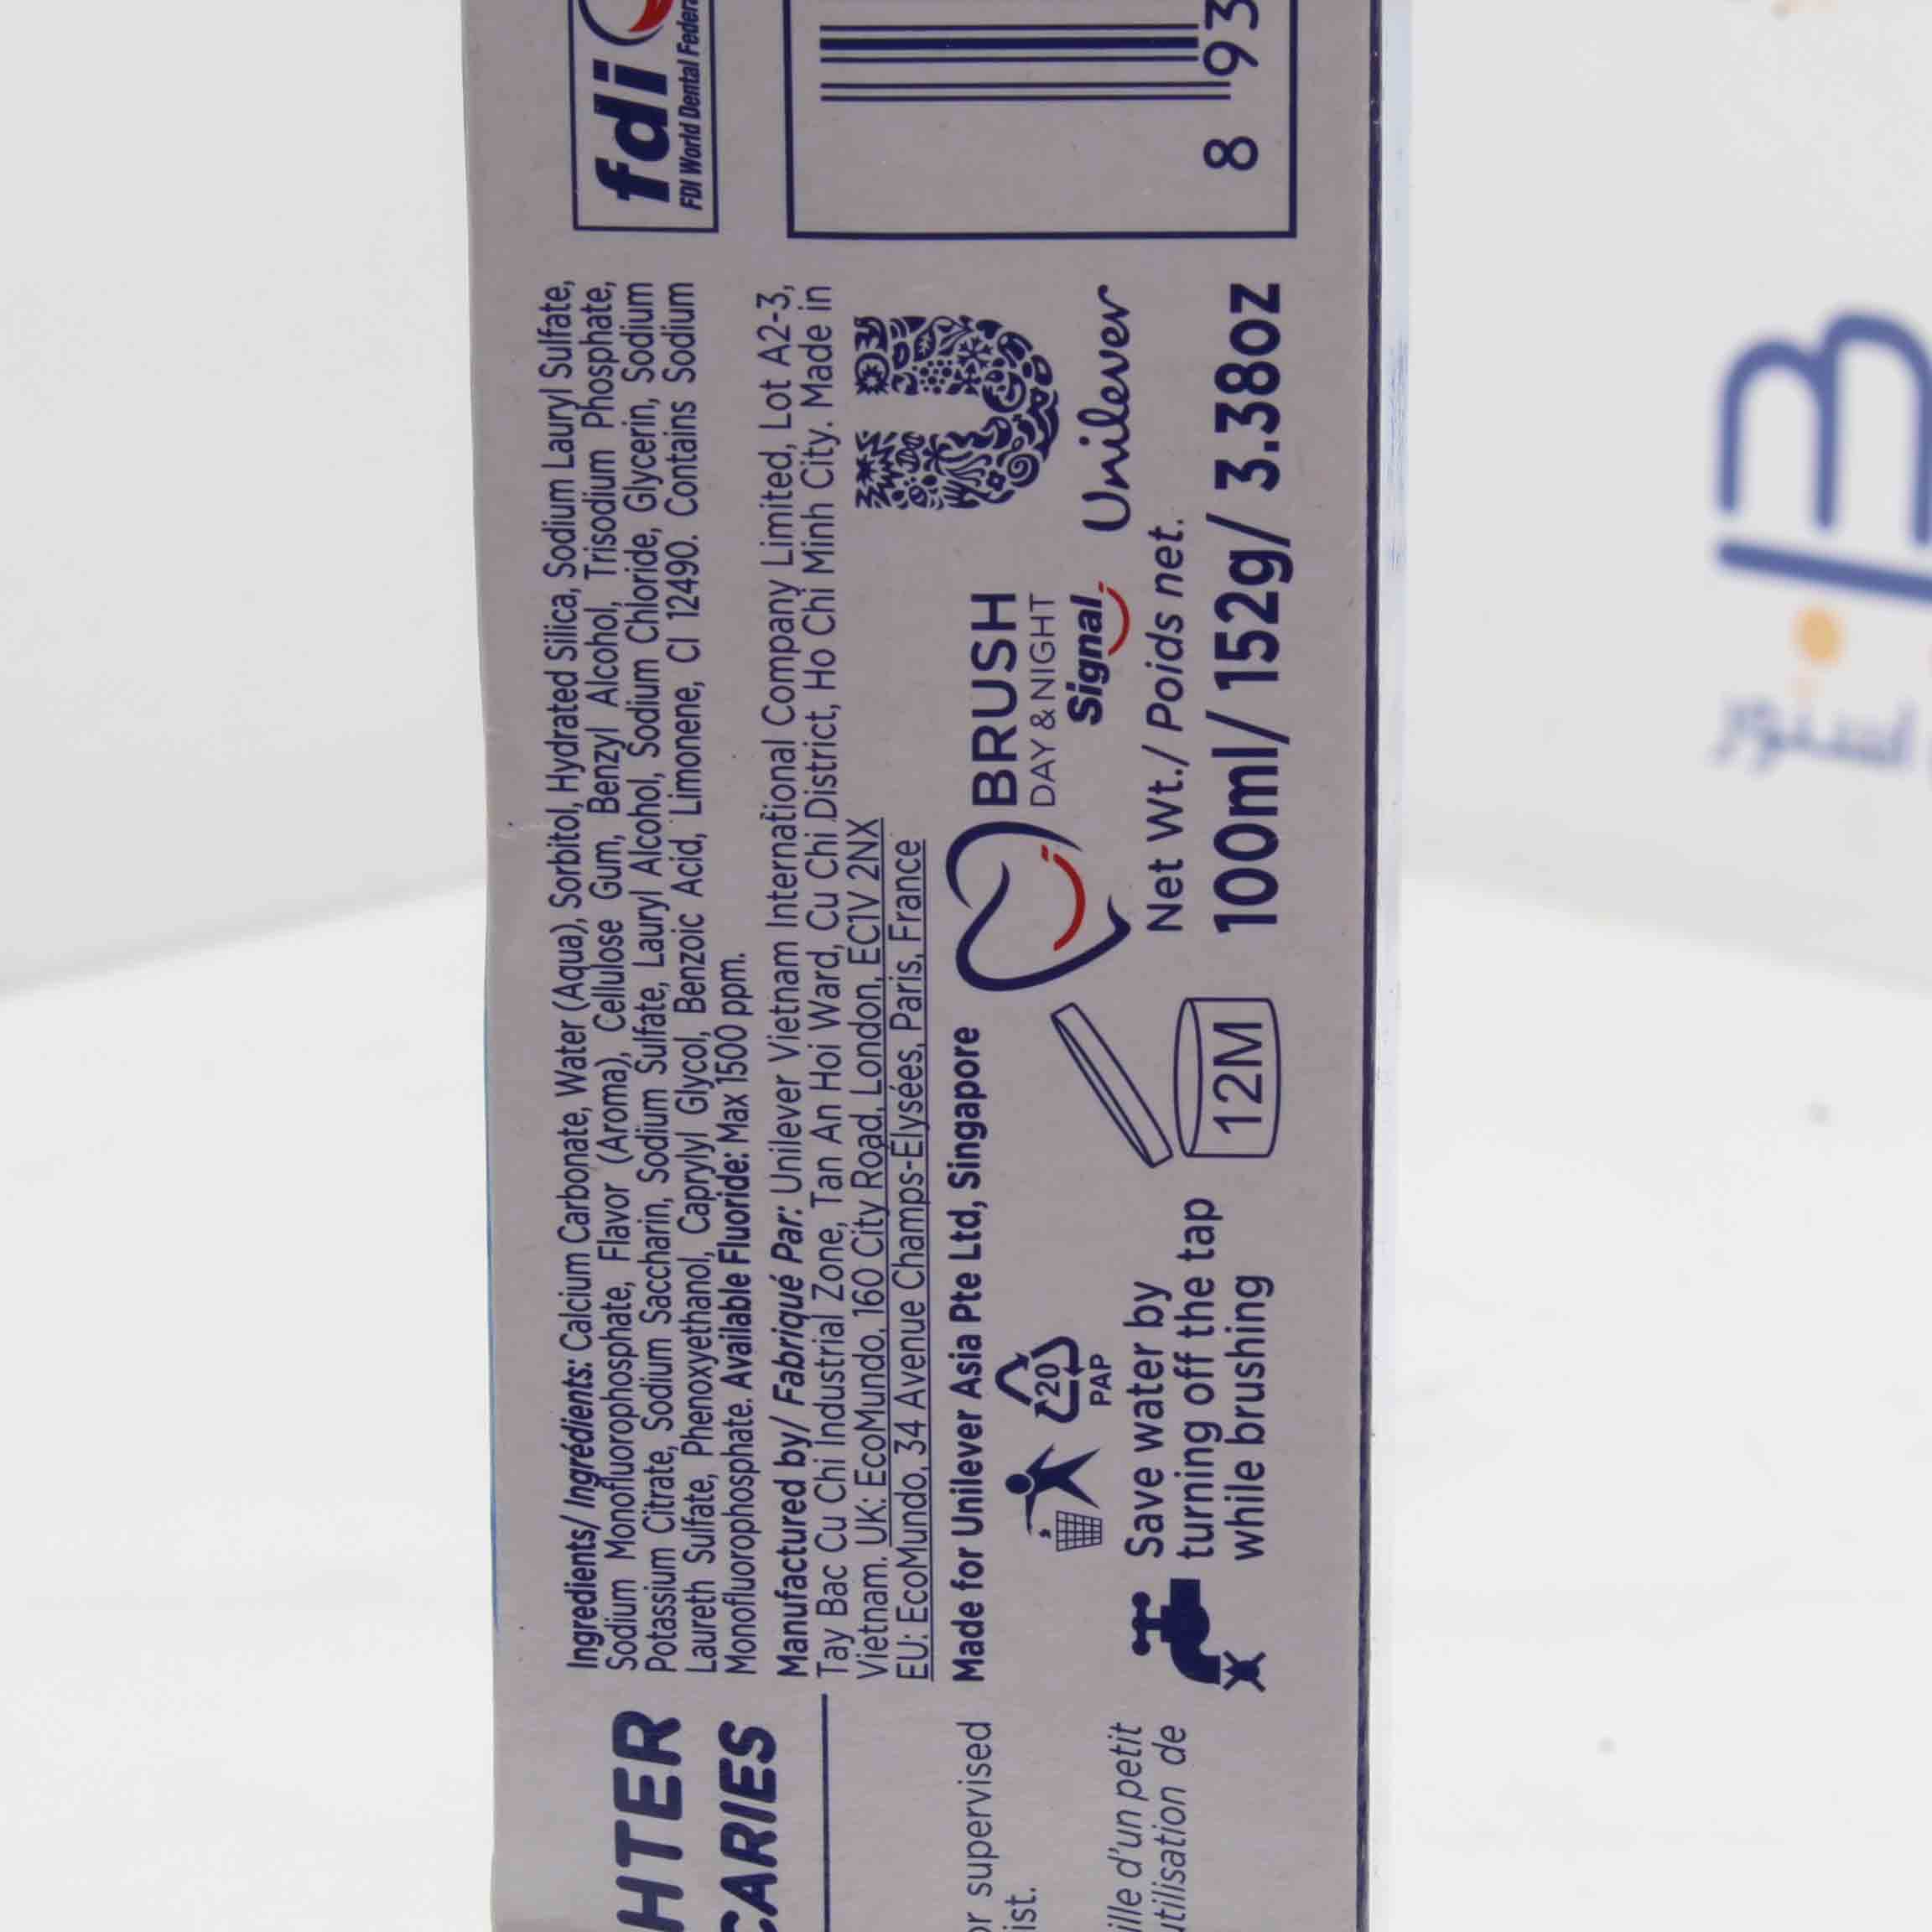 HTER
CARIES
or supervised
ist.
ille d'un petit
utilisation de
Ingredients/ Ingrédients: Calcium Carbonate, Water (Aqua), Sorbitol, Hydrated Silica, Sodium Lauryl Sulfate,
Sodium Monofluorophosphate, Flavor (Aroma), Cellulose Gum, Benzyl Alcohol, Trisodium Phosphate,
Potassium Citrate, Sodium Saccharin, Sodium Sulfate, Lauryl Alcohol, Sodium Chloride, Glycerin, Sodium
Laureth Sulfate, Phenoxyethanol, Caprylyl Glycol, Benzoic Acid, Limonene, CI 12490. Contains Sodium
Monofluorophosphate. Available Fluoride: Max 1500 ppm.
Manufactured by/ Fabriqué Par: Unilever Vietnam International Company Limited, Lot A2-3,
Tay Bac Cu Chi Industrial Zone, Tan An Hoi Ward, Cu Chi District, Ho Chi Minh City. Made in
Vietnam. UK: EcoMundo, 160 City Road, London, EC1V 2NX
EU: EcoMundo, 34 Avenue Champs-Elysées, Paris, France
Made for Unilever Asia Pte Ltd, Singapore
20
PAP
Save water by
turning off the tap
while brushing
12M
BRUSH
DAY & NIGHT
Signal
Unilever
Net Wt./ Poids net.
100ml/ 152g/ 3.38oz
fdi
FDI World Dental Federa
8 93